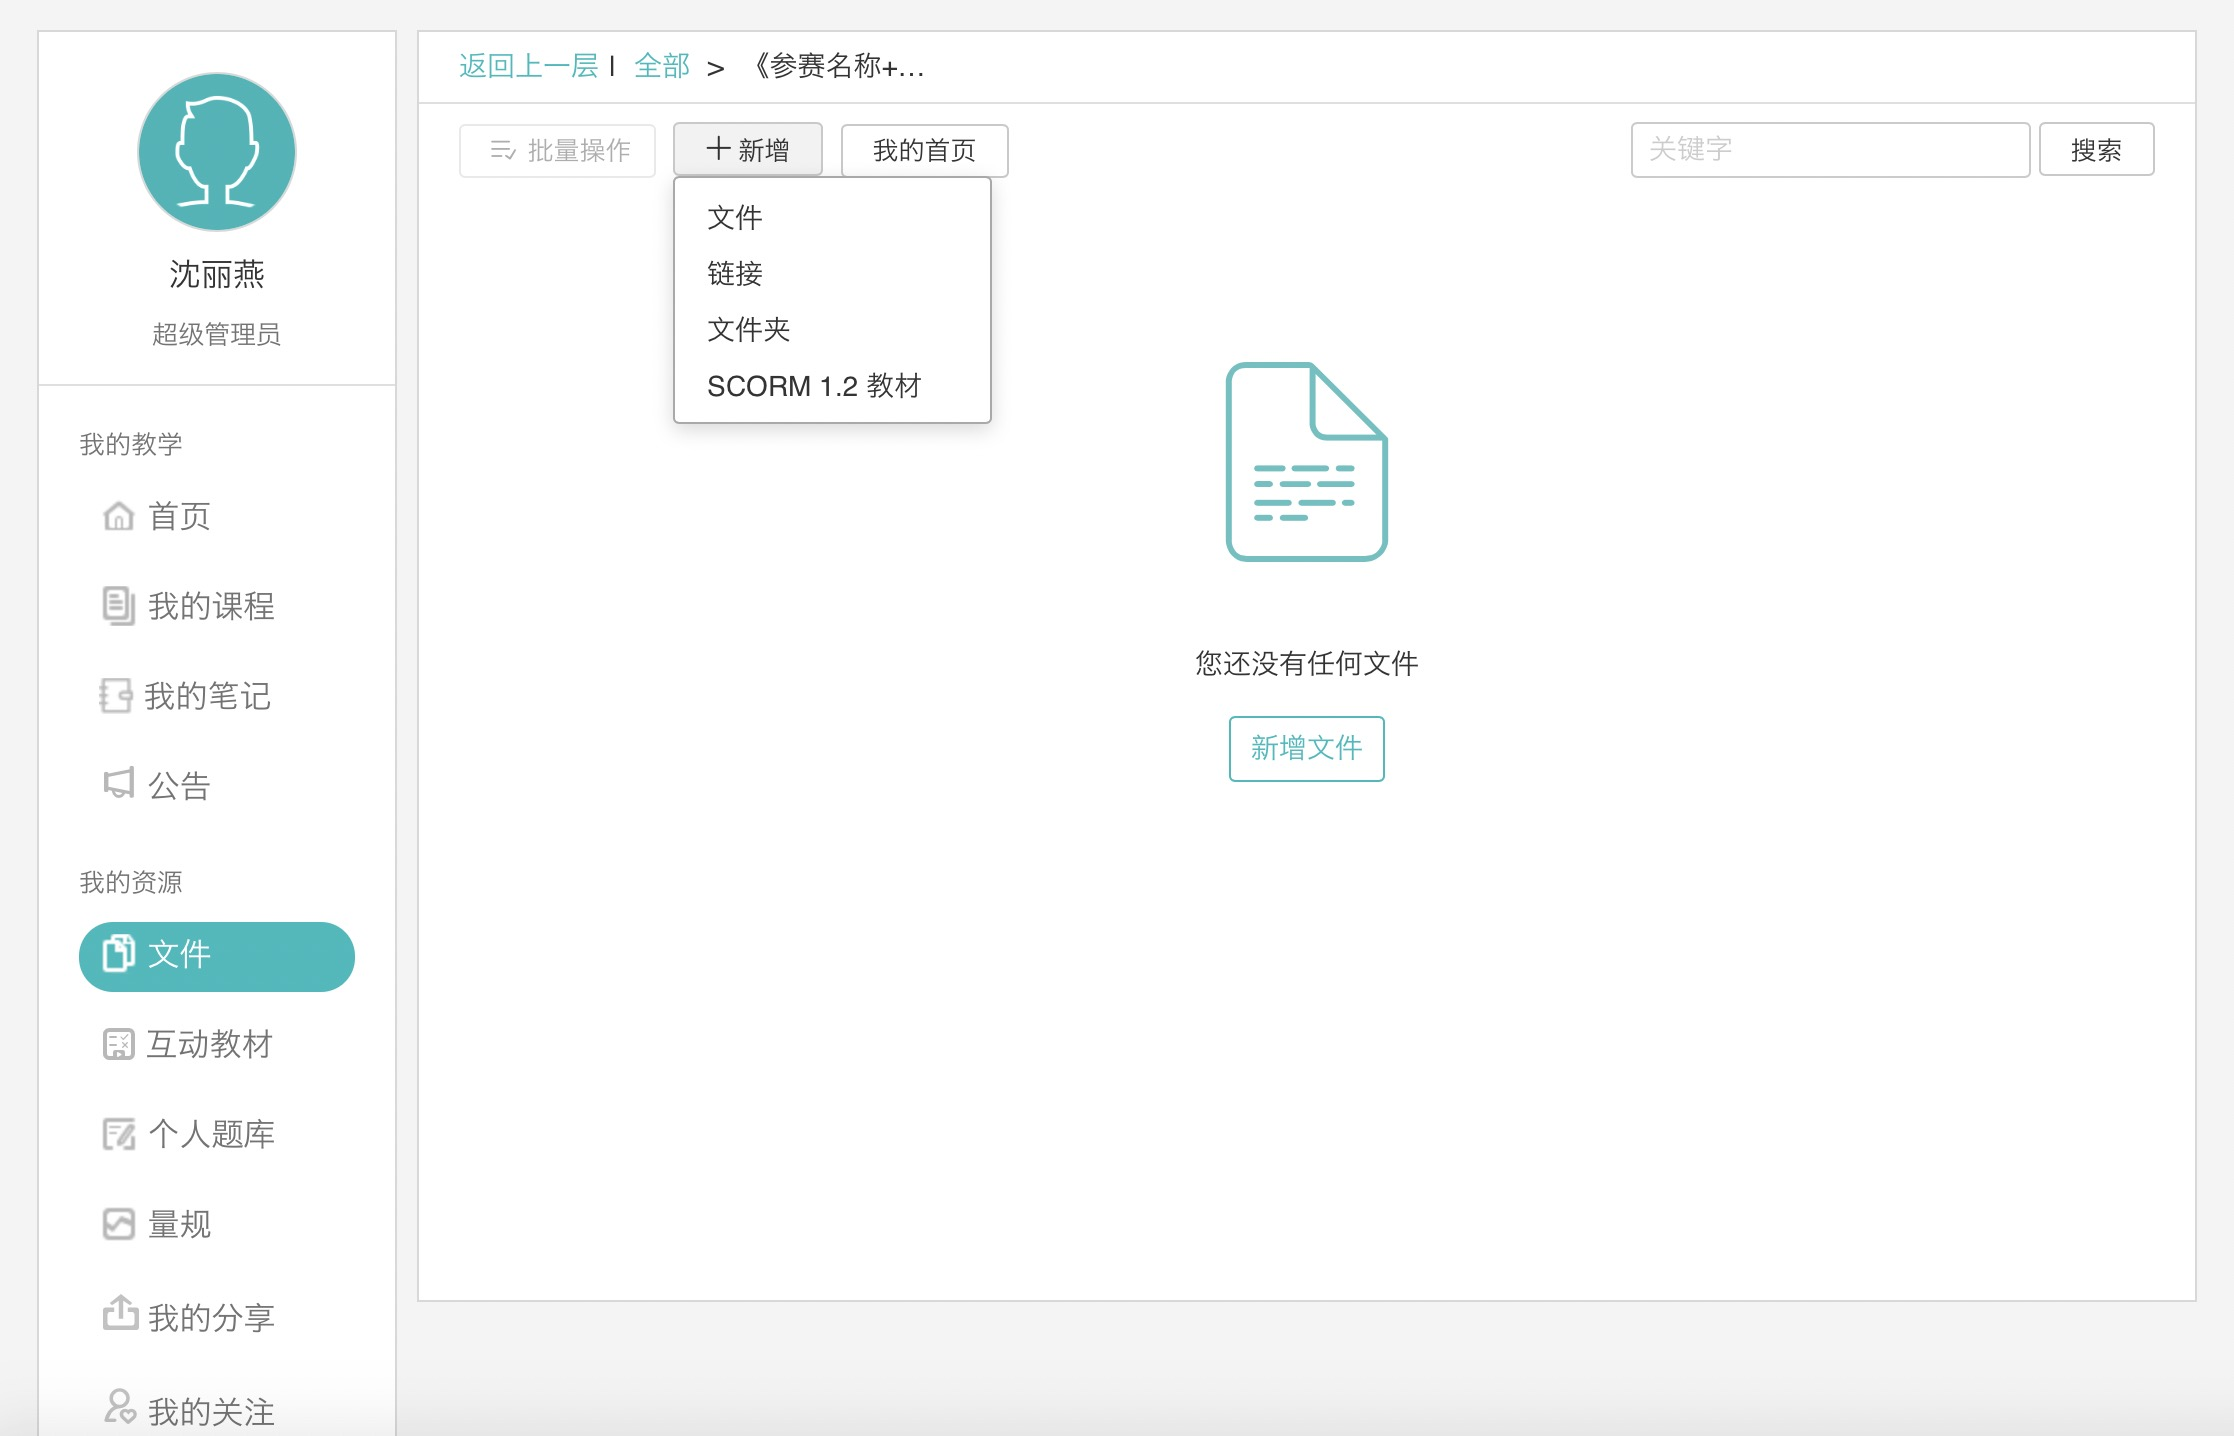 沈丽燕
超级管理员
我的教学
首页
我的课程
我的笔记
公告
我的资源
文件
互动教材
个人题库
量规
我的分享
我的关注
返回上一层 | 全部 > 《参赛名称+...
批量操作 新增 我的首页 关键字 搜索
文件
链接
文件夹
SCORM 1.2 教材
您还没有任何文件
新增文件